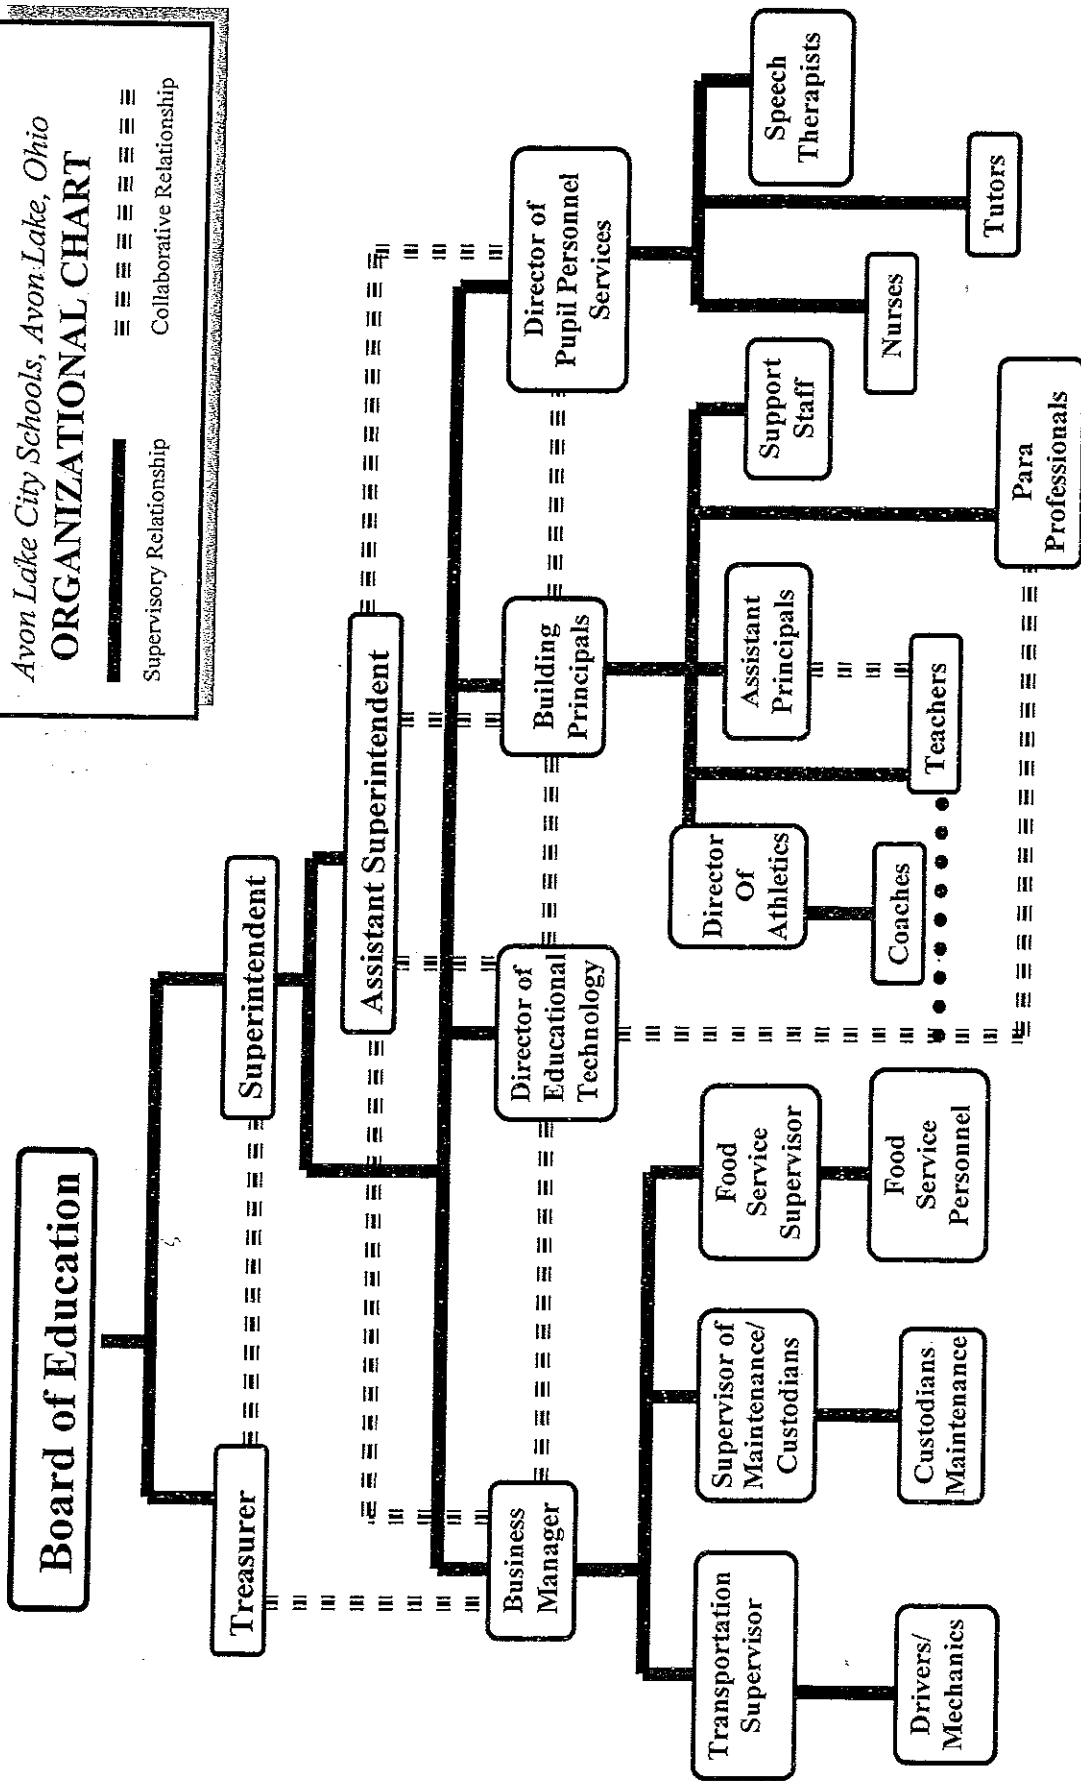 Avon Lake City Schools, Avon Lake, Ohio
ORGANIZATIONAL CHART
Supervisory Relationship
Collaborative Relationship
Board of Education
Treasurer
Superintendent
Assistant Superintendent
Business
Manager
Director of
Educational
Technology
Building
Principals
Director of
Pupil Personnel
Services
Transportation
Supervisor
Supervisor of
Maintenance/
Custodians
Food
Service
Supervisor
Director
Of
Athletics
Assistant
Principals
Support
Staff
Speech
Therapists
Drivers/
Mechanics
Custodians
Maintenance
Food
Service
Personnel
Coaches
Teachers
Nurses
Para
Professionals
Tutors